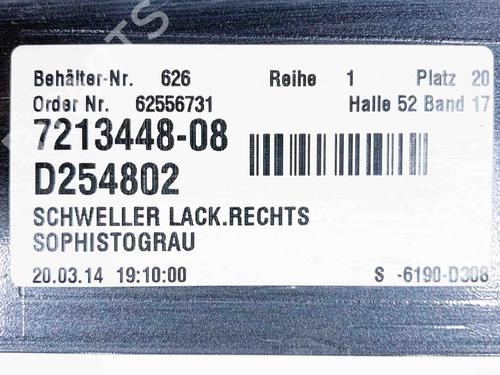 Behälter-Nr. 626 Reihe 1 Platz 20
Order Nr. 62556731 Halle 52 Band 17
7213448-08
D254802
SCHWELLER LACK.RECHTS
SOPHISTOGRAU
20.03.14 19:10:00 S -6190-D308